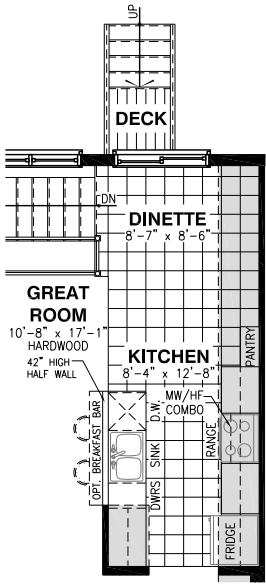 UP
DECK
DN
DINETTE
8'-7" x 8'-6"
GREAT
ROOM
10'-8" x 17'-1"
HARDWOOD
42" HIGH
HALF WALL
KITCHEN
8'-4" x 12'-8"
PANTRY
MW/HF
COMBO
OPT. BREAKFAST BAR
D.W.
SINK
DWRS
RANGE
FRIDGE